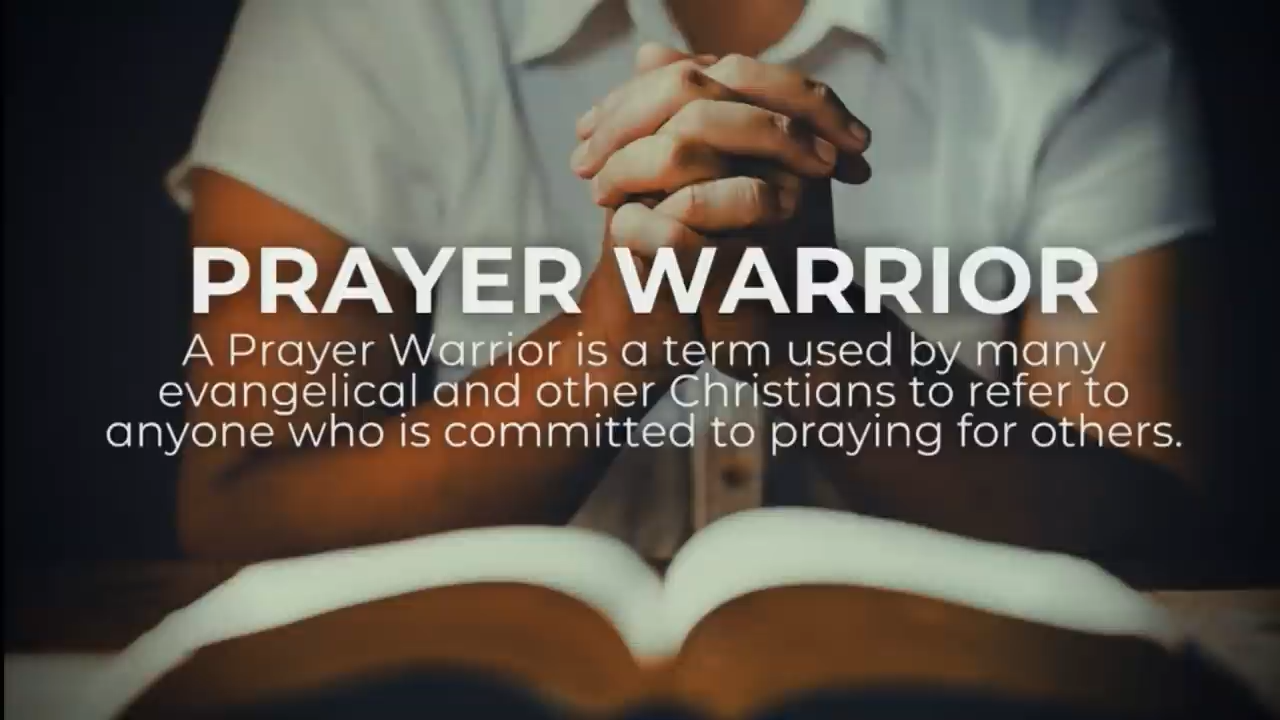 PRAYER WARRIOR
A Prayer Warrior is a term used by many
evangelical and other Christians to refer to
anyone who is committed to praying for others.